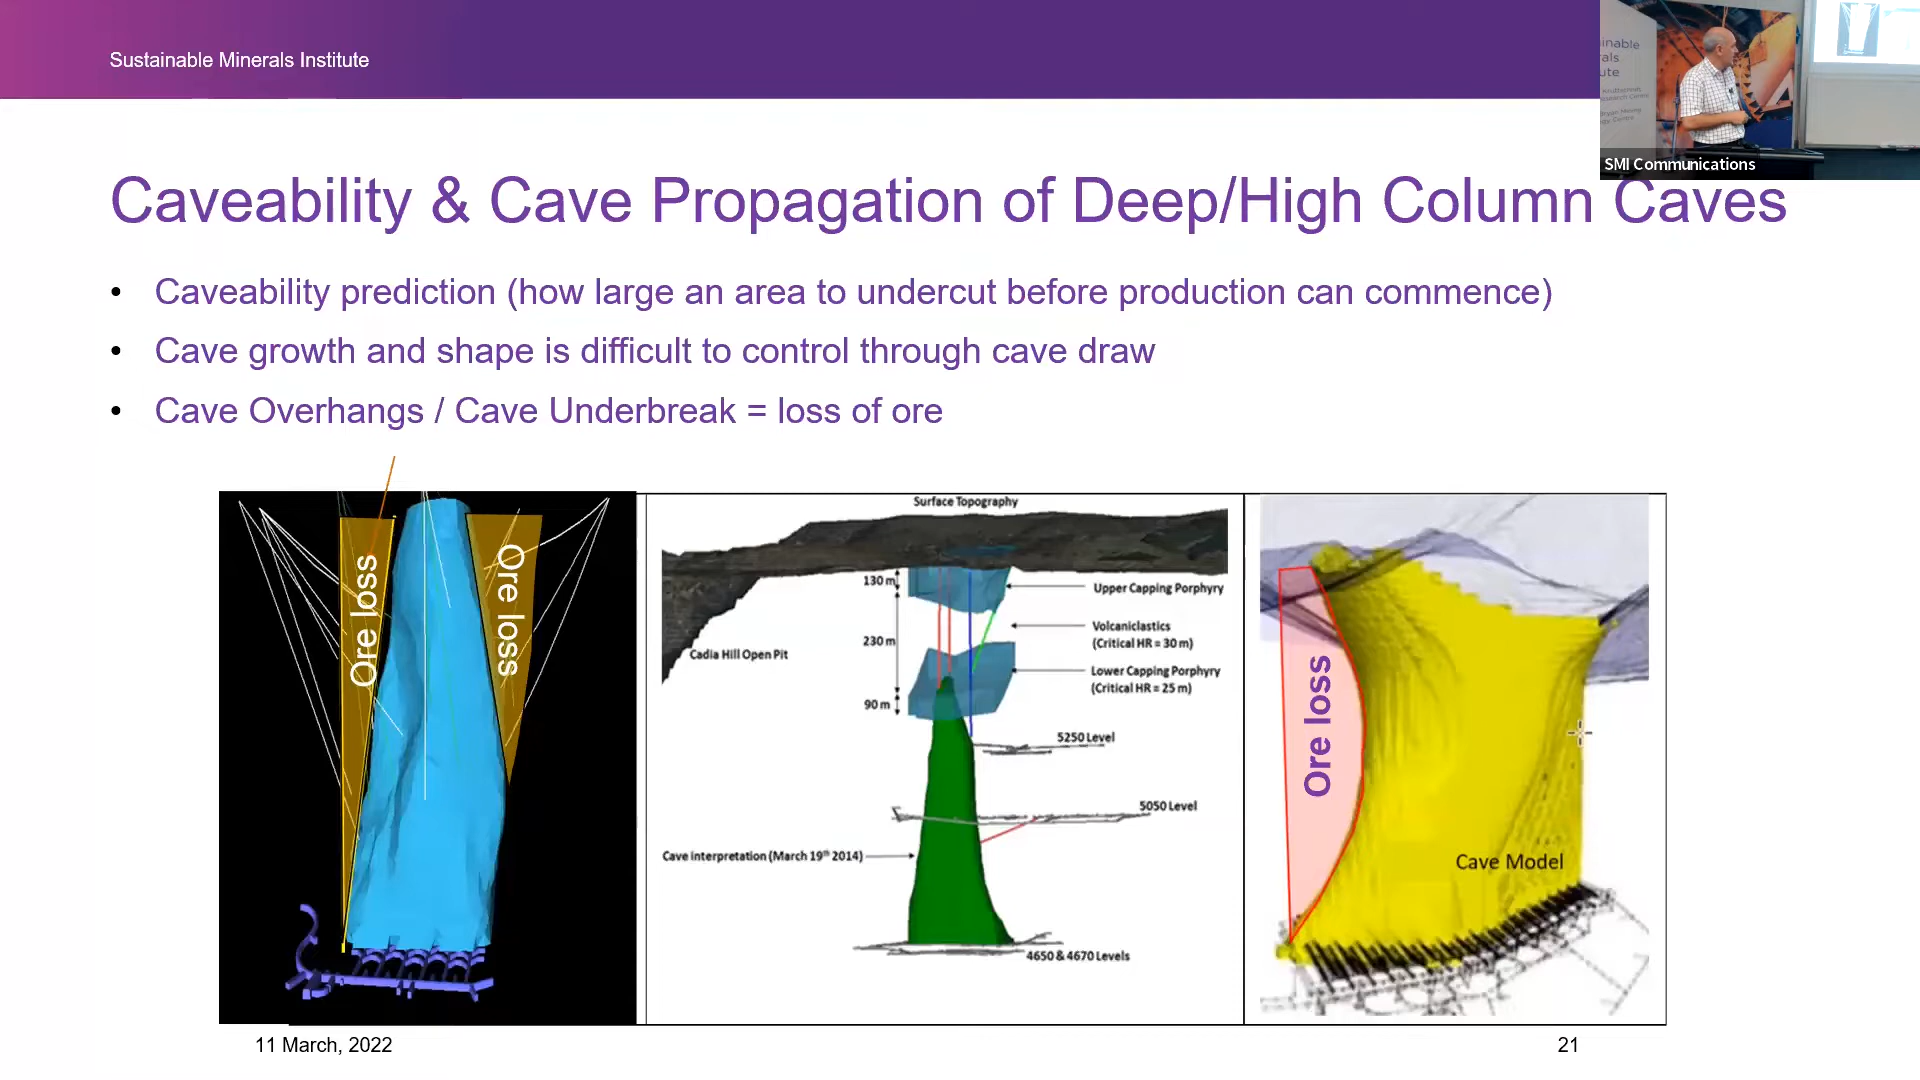 Sustainable Minerals Institute
inable
rals
ute
SMI Communications
Caveability & Cave Propagation of Deep/High Column Caves
• Caveability prediction (how large an area to undercut before production can commence)
• Cave growth and shape is difficult to control through cave draw
• Cave Overhangs / Cave Underbreak = loss of ore
Ore loss
Ore loss
Surface Topography
130 m
Upper Capping Porphyry
230 m
Volcaniclastics
(Critical HR = 30 m)
Cadia Hill Open Pit
Lower Capping Porphyry
(Critical HR = 25 m)
90 m
5250 Level
5050 Level
Cave interpretation (March 19th 2014)
4650 & 4670 Levels
Ore loss
Cave Model
11 March, 2022
21